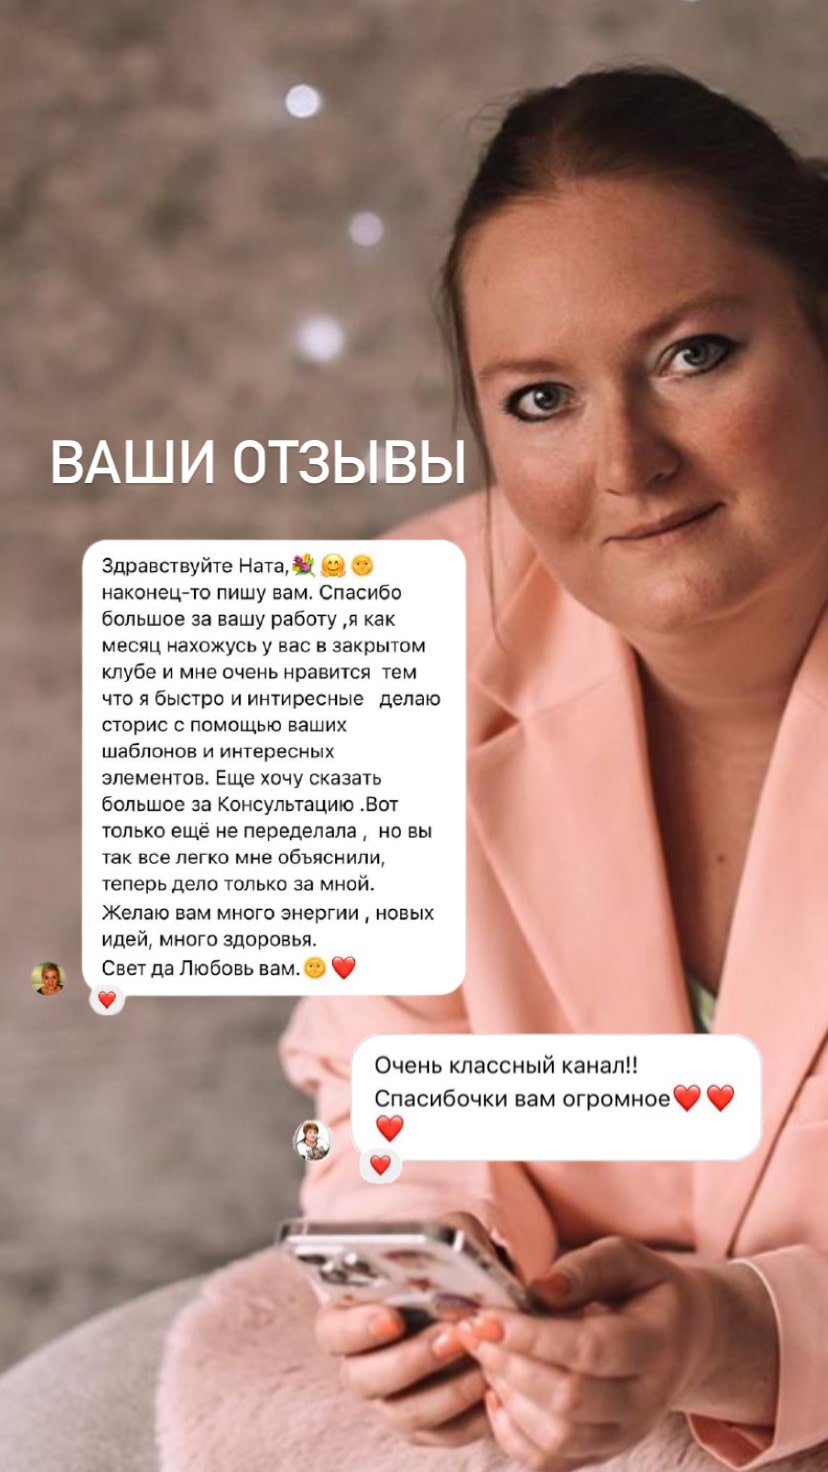 ВАШИ ОТЗЫВЫ
Здравствуйте Ната,💐🤗🌞
наконец-то пишу вам. Спасибо
большое за вашу работу ,я как
месяц нахожусь у вас в закрытом
клубе и мне очень нравится  тем
что я быстро и интиресные   делаю
сторис с помощью ваших
шаблонов и интересных
элементов. Еще хочу сказать
большое за Консультацию .Вот
только ещё не переделала ,  но вы
так все легко мне объяснили,
теперь дело только за мной.
Желаю вам много энергии , новых
идей, много здоровья.
Свет да Любовь вам.🌞❤️
❤️
Очень классный канал!!
Спасибочки вам огромное❤️❤️
❤️
❤️